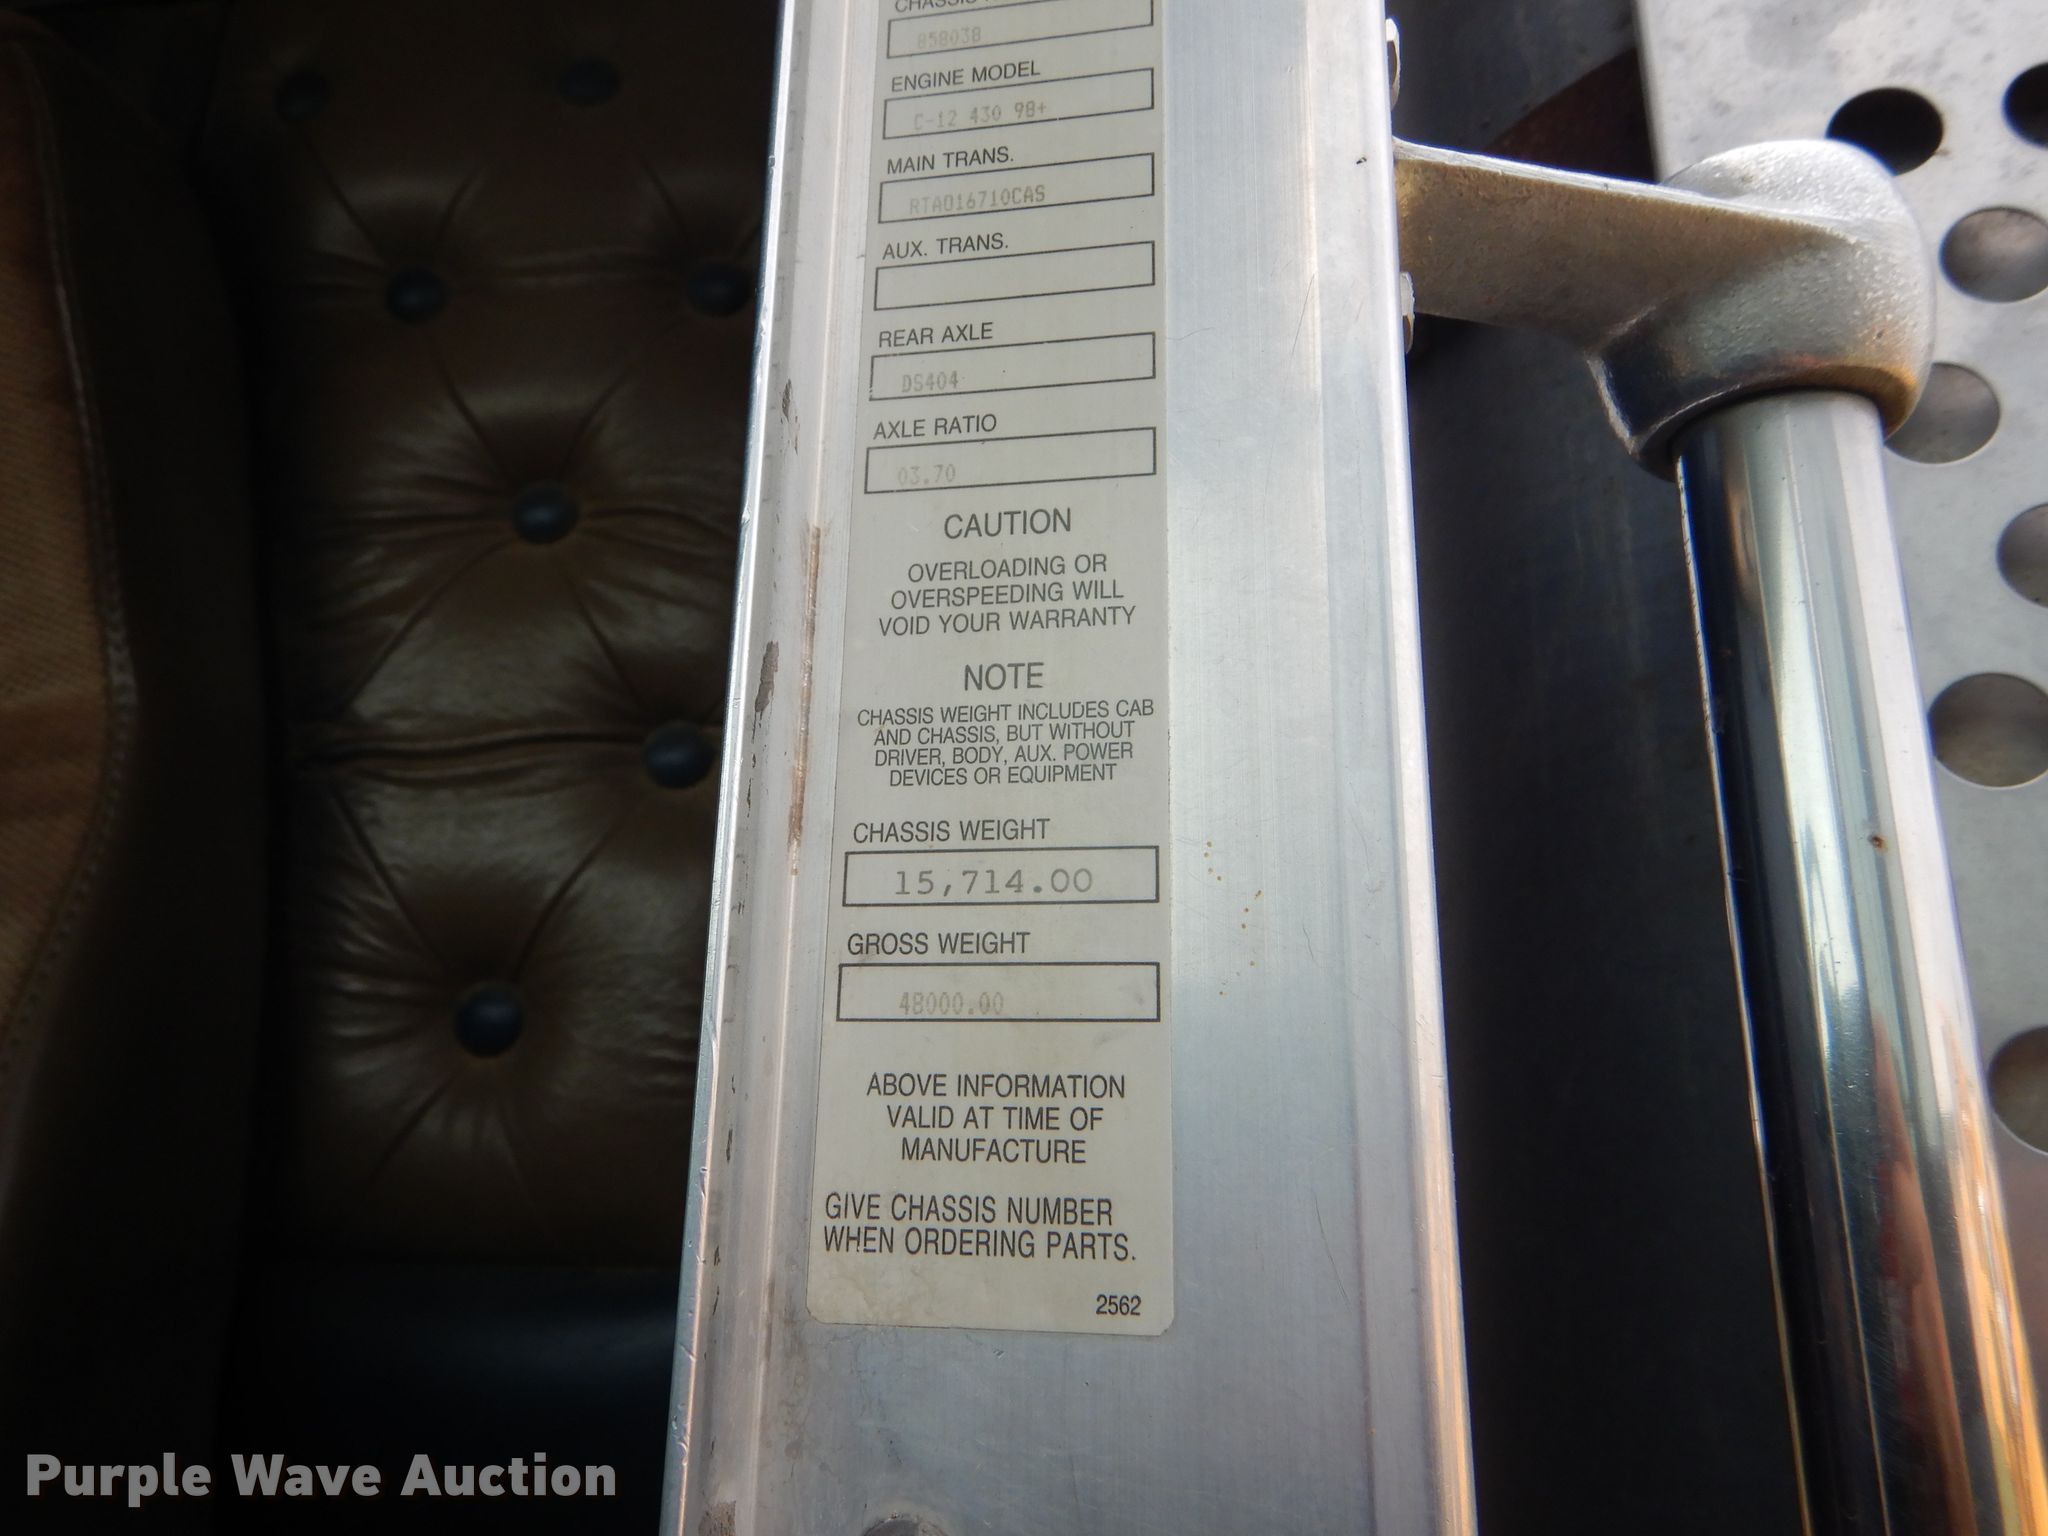 CHASSIS
858038
ENGINE MODEL
C-12 430 98+
MAIN TRANS.
RTAO16710CAS
AUX. TRANS.
REAR AXLE
DS404
AXLE RATIO
03.70
CAUTION
OVERLOADING OR
OVERSPEEDING WILL
VOID YOUR WARRANTY
NOTE
CHASSIS WEIGHT INCLUDES CAB
AND CHASSIS, BUT WITHOUT
DRIVER, BODY, AUX. POWER
DEVICES OR EQUIPMENT
CHASSIS WEIGHT
15,714.00
GROSS WEIGHT
48000.00
ABOVE INFORMATION
VALID AT TIME OF
MANUFACTURE
GIVE CHASSIS NUMBER
WHEN ORDERING PARTS.
2562
Purple Wave Auction